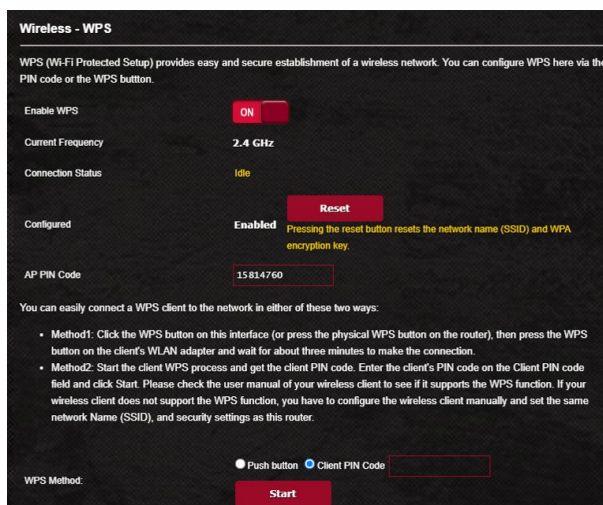 Wireless - WPS
WPS (Wi-Fi Protected Setup) provides easy and secure establishment of a wireless network. You can configure WPS here via the
PIN code or the WPS buttton.
Enable WPS
ON
Current Frequency
2.4 GHz
Connection Status
Idle
Configured
Enabled
Reset
Pressing the reset button resets the network name (SSID) and WPA
encryption key.
AP PIN Code
15814760
You can easily connect a WPS client to the network in either of these two ways:
• Method1: Click the WPS button on this interface (or press the physical WPS button on the router), then press the WPS
button on the client's WLAN adapter and wait for about three minutes to make the connection.
• Method2: Start the client WPS process and get the client PIN code. Enter the client's PIN code on the Client PIN code
field and click Start. Please check the user manual of your wireless client to see if it supports the WPS function. If your
wireless client does not support the WPS function, you have to configure the wireless client manually and set the same
network Name (SSID), and security settings as this router.
WPS Method:
Push button Client PIN Code
Start